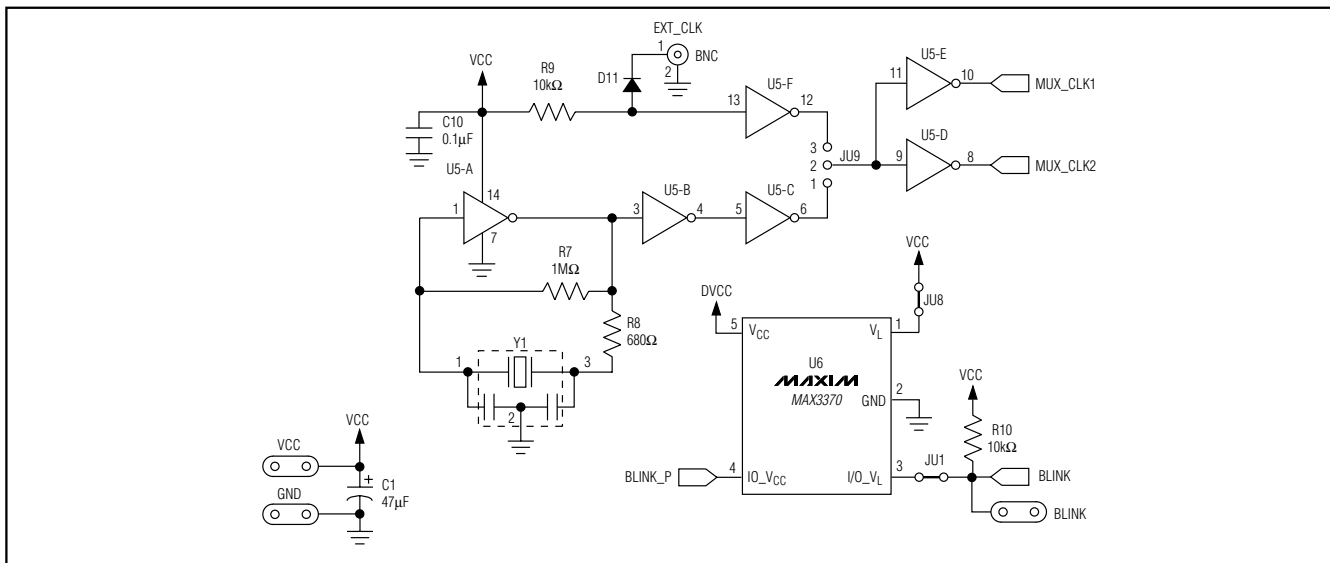 EXT_CLK
1
2
BNC
VCC
R9
10kΩ
D11
U5-F
13
12
U5-E
11
10
MUX_CLK1
C10
0.1µF
3
2
1
JU9
U5-D
9
8
MUX_CLK2
U5-A
14
1
7
U5-B
3
4
U5-C
5
6
R7
1MΩ
R8
680Ω
Y1
1
3
2
VCC
JU8
DVCC
5
VCC
VL
1
U6
MAXIM
MAX3370
GND
2
VCC
R10
10kΩ
BLINK_P
4
IO_VCC
I/O_VL
3
JU1
BLINK
BLINK
VCC
VCC
+
C1
47µF
GND